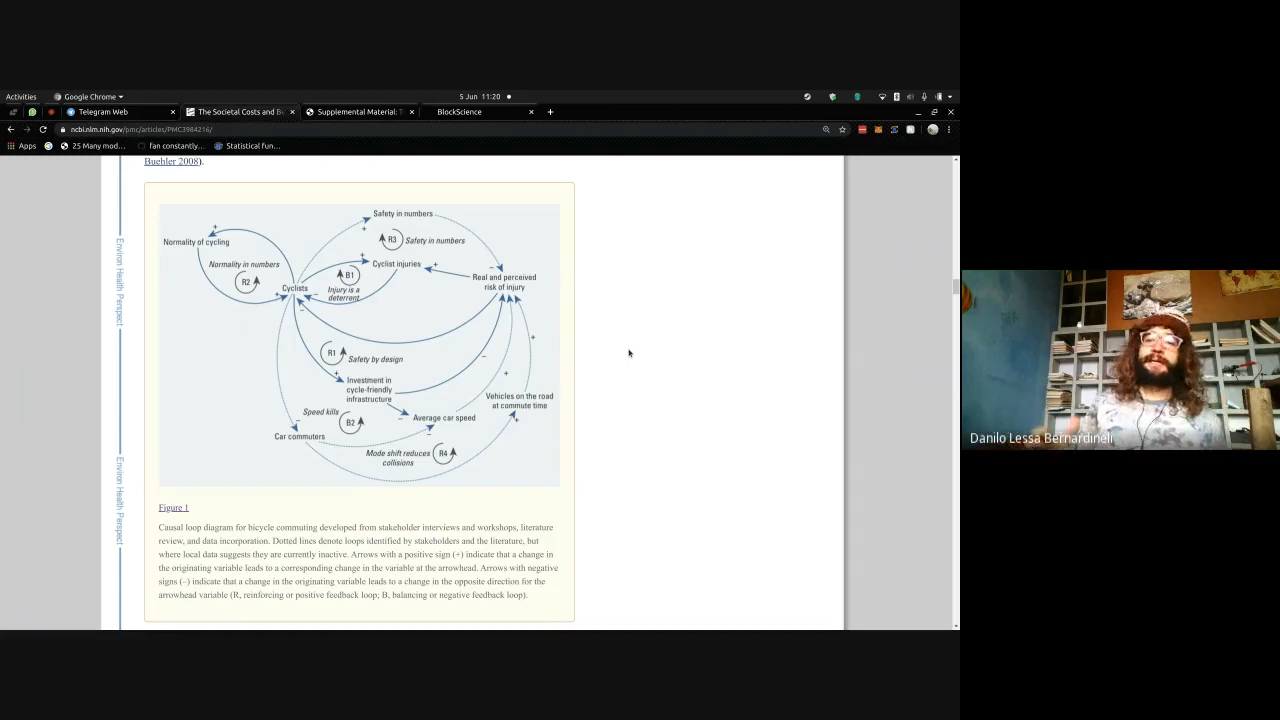 Activities
Google Chrome
5 Jun 11:20
Telegram Web
The Societal Costs and B
Supplemental Material: T
BlockScience
ncbi.nlm.nih.gov/pmc/articles/PMC3984216/
Apps
25 Many mod...
fan constantly...
Statistical fun...
Buehler 2008).
Environ Health Perspect
Environ Health Perspect
Safety in numbers
+
+
Normality of cycling
R3
Safety in numbers
+
Normality in numbers
Cyclist injuries
+
–
R2
B1
Real and perceived
risk of injury
Cyclists
+
–
Injury is a
deterrent
–
+
R1
Safety by design
–
+
+
Investment in
cycle-friendly
infrastructure
Vehicles on the road
at commute time
Speed kills
–
Average car speed
+
–
B2
–
Car commuters
Mode shift reduces
collisions
R4
Figure 1
Causal loop diagram for bicycle commuting developed from stakeholder interviews and workshops, literature
review, and data incorporation. Dotted lines denote loops identified by stakeholders and the literature, but
where local data suggests they are currently inactive. Arrows with a positive sign (+) indicate that a change in
the originating variable leads to a corresponding change in the variable at the arrowhead. Arrows with negative
signs (–) indicate that a change in the originating variable leads to a change in the opposite direction for the
arrowhead variable (R, reinforcing or positive feedback loop; B, balancing or negative feedback loop).
Danilo Lessa Bernardineli